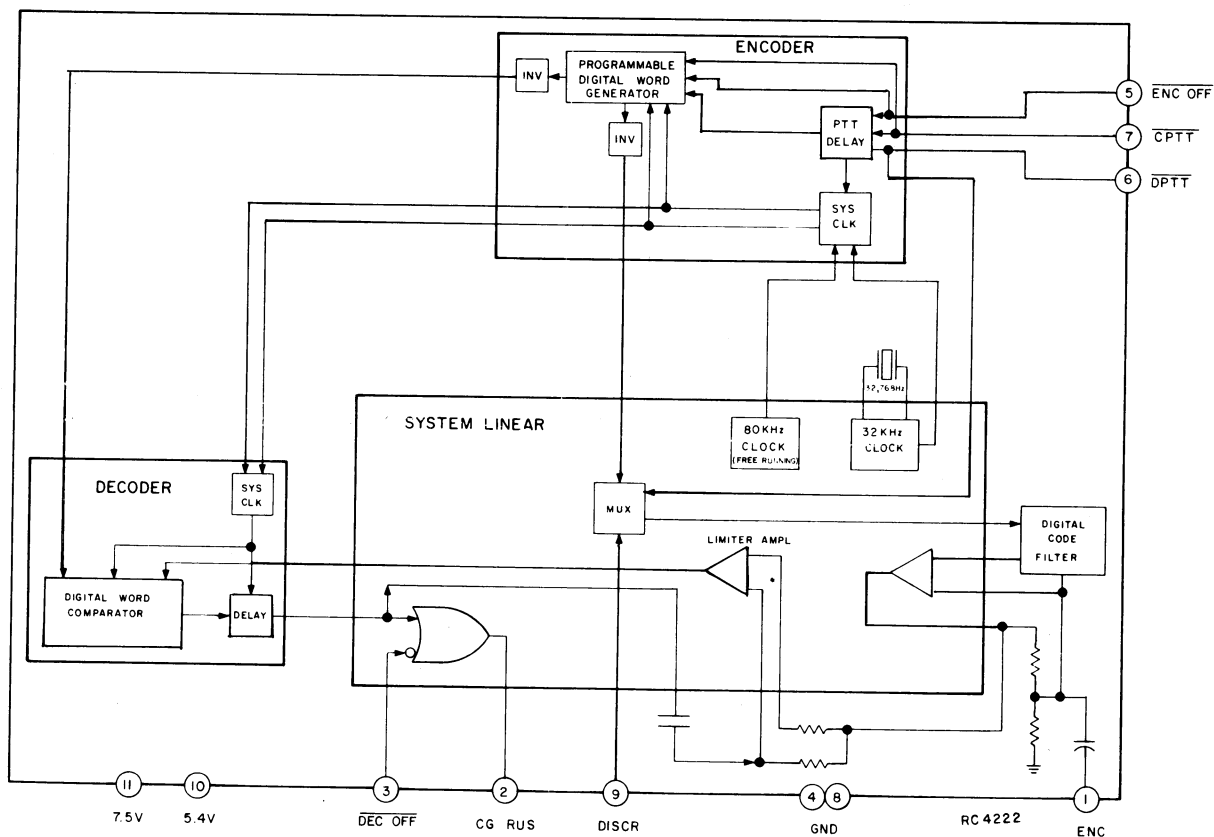 ENCODER
PROGRAMMABLE
DIGITAL WORD
GENERATOR
INV
INV
PTT
DELAY
SYS
CLK
5
ENC OFF
7
CPTT
6
DPTT
32,768Hz
SYSTEM LINEAR
80KHz
CLOCK
(FREE RUNNING)
32KHz
CLOCK
DECODER
SYS
CLK
MUX
DIGITAL
CODE
FILTER
LIMITER AMPL
DIGITAL WORD
COMPARATOR
DELAY
11
10
3
2
9
4
8
1
7.5V
5.4V
DEC OFF
CG RUS
DISCR
GND
RC4222
ENC